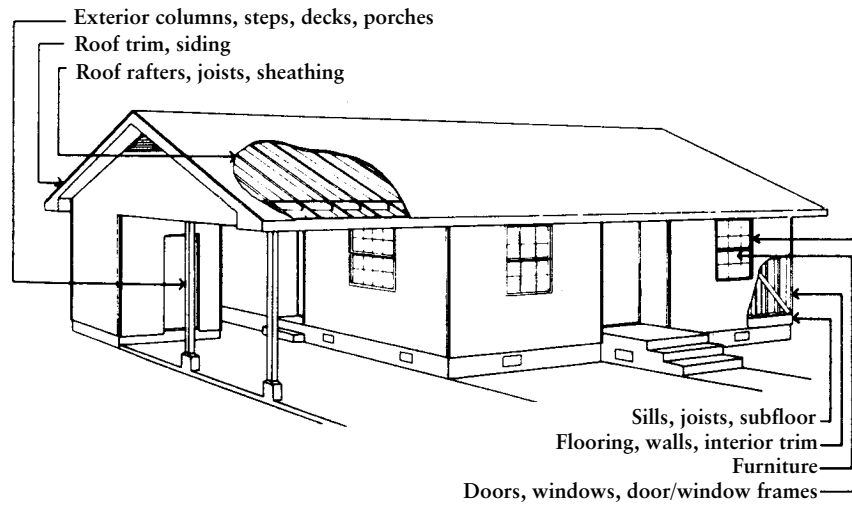 Exterior columns, steps, decks, porches
Roof trim, siding
Roof rafters, joists, sheathing
Sills, joists, subfloor
Flooring, walls, interior trim
Furniture
Doors, windows, door/window frames